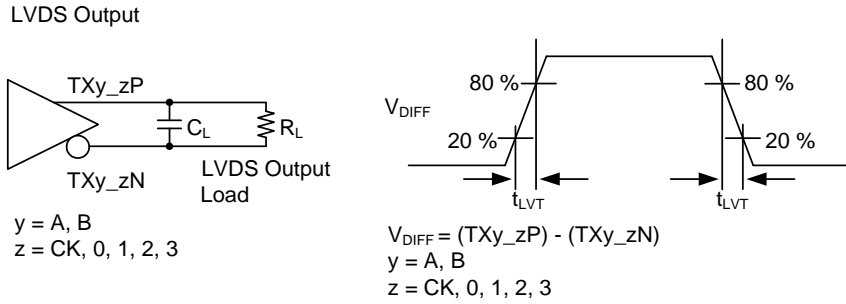 LVDS Output
TXy_zP
C_L
R_L
TXy_zN
LVDS Output
Load
y = A, B
z = CK, 0, 1, 2, 3
V_DIFF
80 %
80 %
20 %
20 %
t_LVT
t_LVT
V_DIFF = (TXy_zP) - (TXy_zN)
y = A, B
z = CK, 0, 1, 2, 3